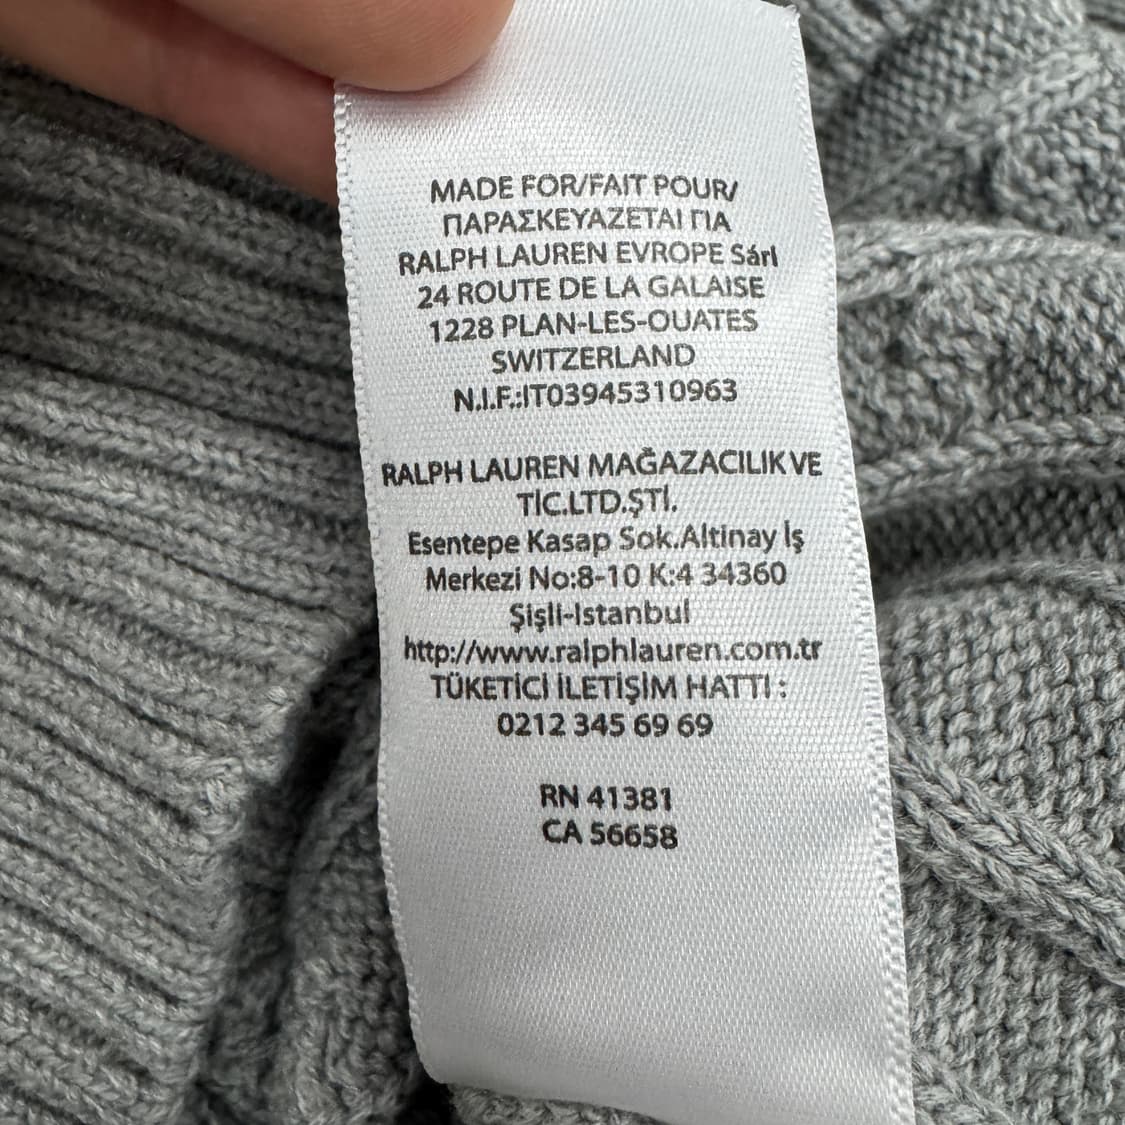 MADE FOR/FAIT POUR/
ΠΑΡΑΣΚΕΥΑΖΕΤΑΙ ΓΙΑ
RALPH LAUREN EVROPE Sárl
24 ROUTE DE LA GALAISE
1228 PLAN-LES-OUATES
SWITZERLAND
N.I.F.:IT03945310963
RALPH LAUREN MAĞAZACILIK VE
TİC.LTD.ŞTİ.
Esentepe Kasap Sok.Altinay İş
Merkezi No:8-10 K:4 34360
Şişli-Istanbul
http://www.ralphlauren.com.tr
TÜKETİCİ İLETİŞİM HATTI :
0212 345 69 69
RN 41381
CA 56658